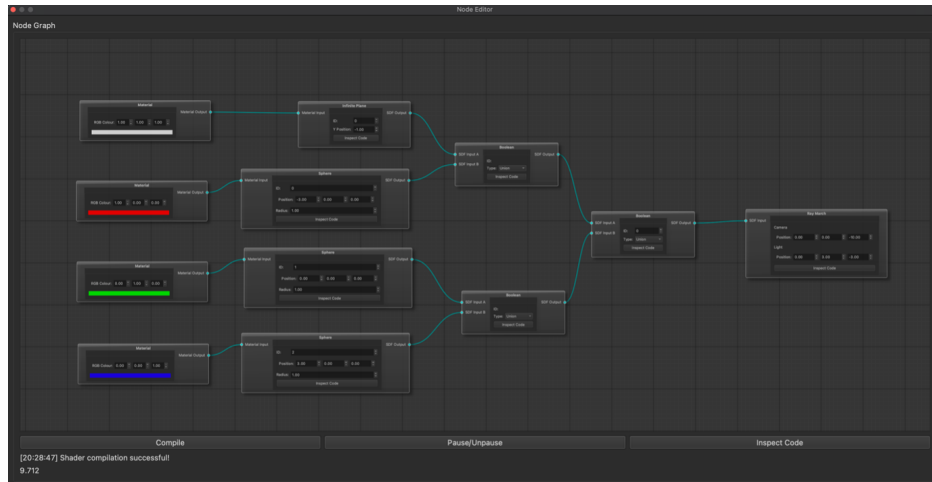 Node Editor
Node Graph
Material
Material Output
RGB Colour: 1.00 1.00 1.00
Infinite Plane
Material Input
SDF Output
ID: 0
Y Position: -1.00
Inspect Code
Material
Material Output
RGB Colour: 1.00 0.00 0.00
Sphere
Material Input
SDF Output
ID: 0
Position: -3.00 0.00 0.00
Radius: 1.00
Inspect Code
Boolean
SDF Input A
SDF Output
SDF Input B
ID:
Type: Union
Inspect Code
Material
Material Output
RGB Colour: 0.00 1.00 0.00
Sphere
Material Input
SDF Output
ID: 1
Position: 0.00 0.00 0.00
Radius: 1.00
Inspect Code
Boolean
SDF Input A
SDF Output
SDF Input B
ID:
Type: Union
Inspect Code
Material
Material Output
RGB Colour: 0.00 0.00 1.00
Sphere
Material Input
SDF Output
ID: 2
Position: 3.00 0.00 0.00
Radius: 1.00
Inspect Code
Boolean
SDF Input A
SDF Output
SDF Input B
ID: 0
Type: Union
Inspect Code
Ray March
SDF Input
Camera
Position: 0.00 0.00
Light
Position: 0.00
Inspect Code
Compile
Pause/Unpause
Inspect Code
[20:28:47] Shader compilation successful!
9.712